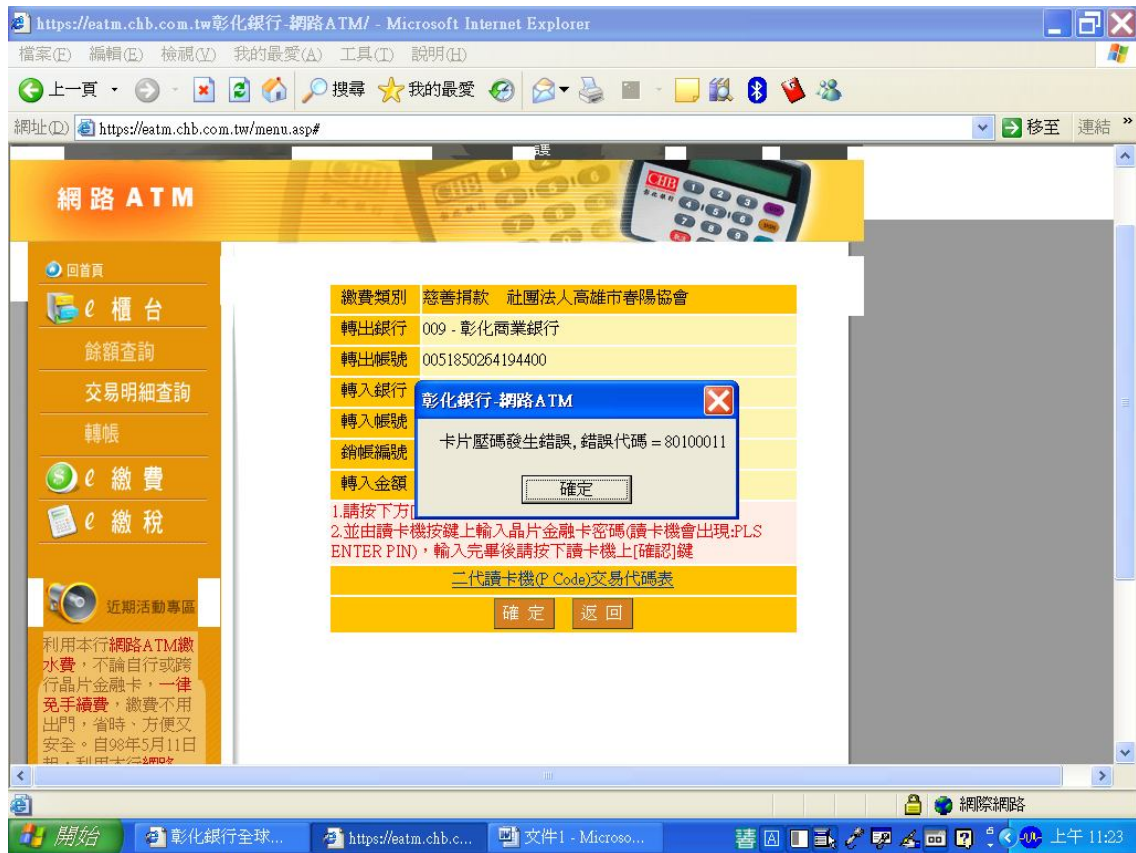 https://eatm.chb.com.tw彰化銀行-網路ATM/ - Microsoft Internet Explorer
檔案(F) 編輯(E) 檢視(V) 我的最愛(A) 工具(T) 說明(H)
上一頁 搜尋 我的最愛
網址(D) https://eatm.chb.com.tw/menu.asp# 移至 連結 »
護
網路 ATM
CHB
回首頁
e 櫃台
餘額查詢
交易明細查詢
轉帳
e 繳費
e 繳稅
近期活動專區
利用本行網路ATM繳
水費,不論自行或跨
行晶片金融卡,一律
免手續費,繳費不用
出門,省時、方便又
安全。自98年5月11日
起,利用本行網路
繳費類別 慈善捐款 社團法人高雄市春陽協會
轉出銀行 009 - 彰化商業銀行
轉出帳號 0051850264194400
轉入銀行
轉入帳號
銷帳編號
轉入金額
彰化銀行-網路ATM
卡片壓碼發生錯誤, 錯誤代碼 = 80100011
確定
1.請按下方[
2.並由讀卡機按鍵上輸入晶片金融卡密碼(讀卡機會出現:PLS
ENTER PIN),輸入完畢後請按下讀卡機上[確認]鍵
二代讀卡機(P Code)交易代碼表
確 定 返 回
網際網路
開始 彰化銀行全球... https://eatm.chb.c... 文件1 - Microso... 上午 11:23